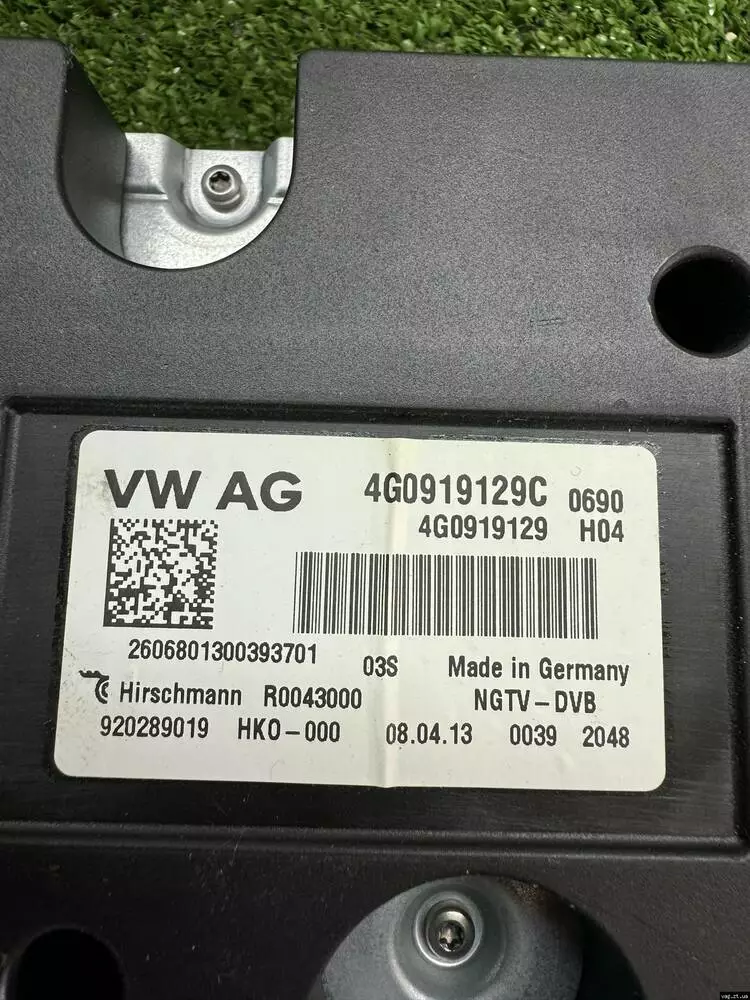 VW AG 4G0919129C 0690
4G0919129 H04
2606801300393701 03S Made in Germany
Hirschmann R0043000 NGTV-DVB
920289019 HK0-000 08.04.13 0039 2048
vag.zt.ua